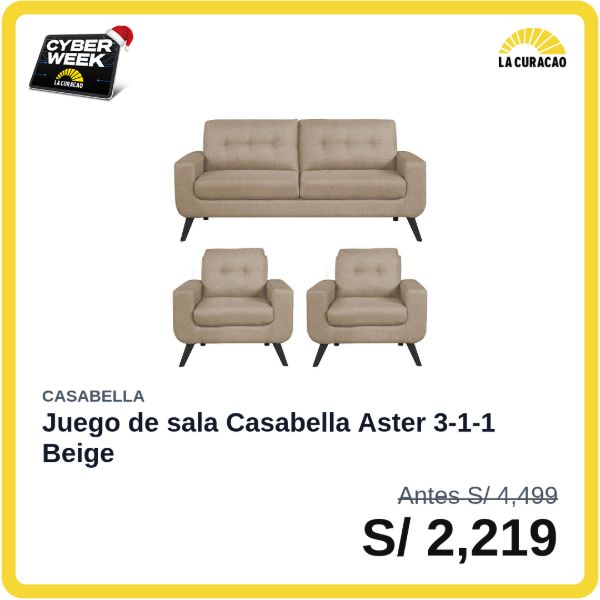 CYBER
WEEK
LA CURACAO
LA CURACAO
CASABELLA
Juego de sala Casabella Aster 3-1-1
Beige
Antes S/ 4,499
S/ 2,219